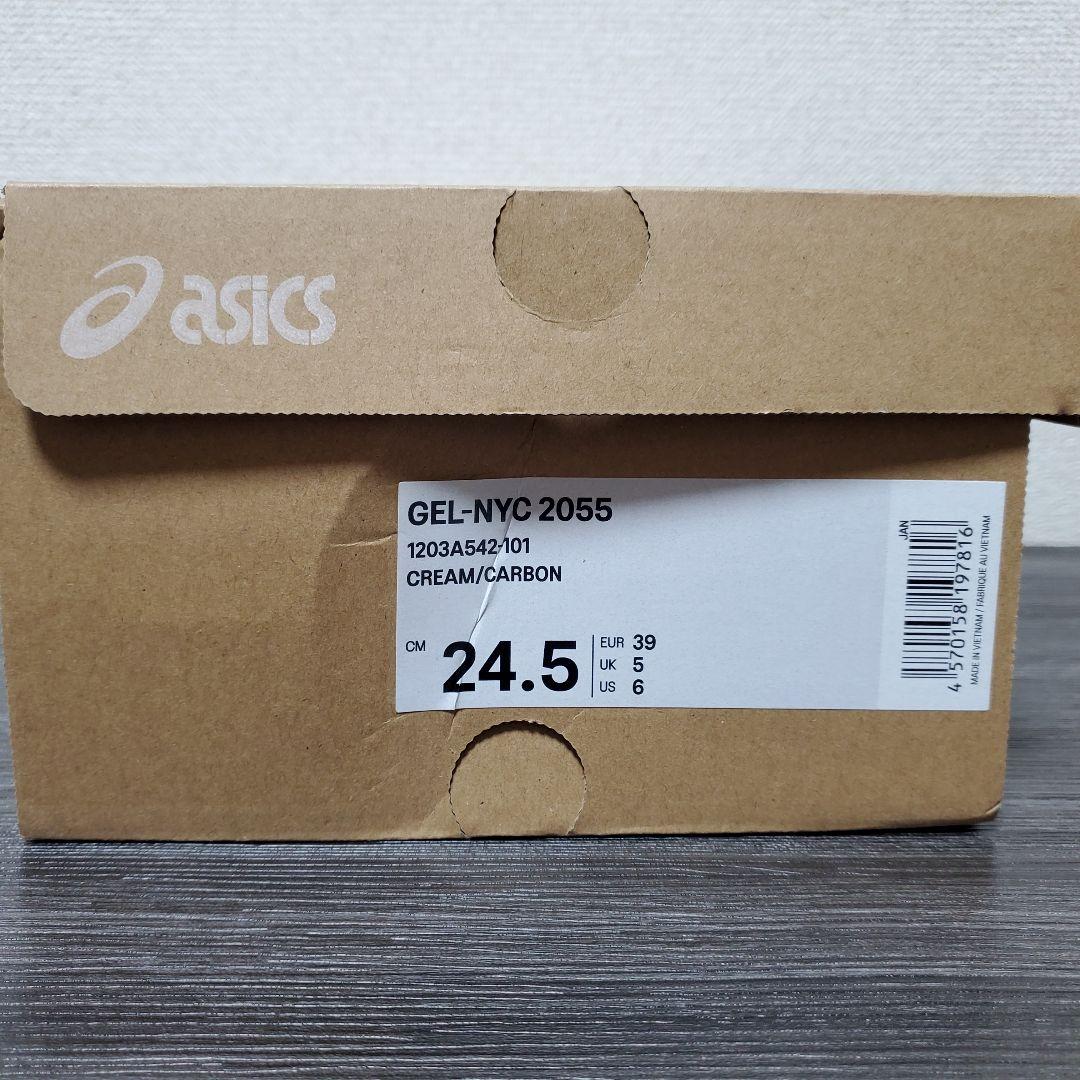 asics
GEL-NYC 2055
1203A542-101
CREAM/CARBON
CM 24.5
EUR 39
UK 5
US 6
JAN
4 570158 197816
MADE IN VIETNAM / FABRIQUE AU VIETNAM